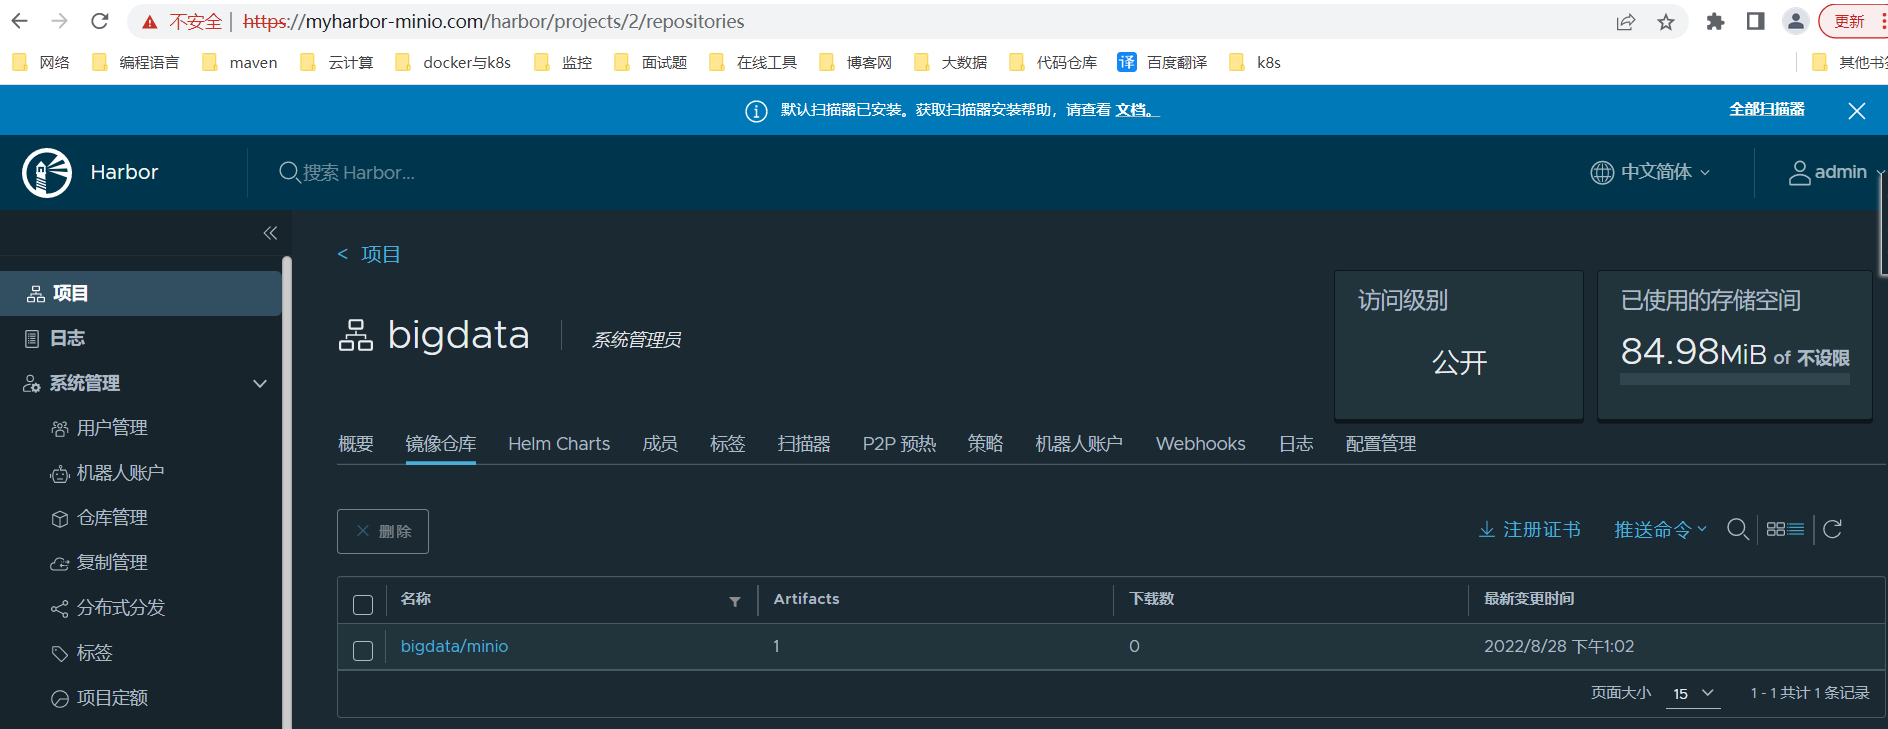 不安全 | https://myharbor-minio.com/harbor/projects/2/repositories
更新
网络 编程语言 maven 云计算 docker与k8s 监控 面试题 在线工具 博客网 大数据 代码仓库 译 百度翻译 k8s
默认扫描器已安装。获取扫描器安装帮助，请查看 文档。 全部扫描器
Harbor 搜索 Harbor... 中文简体 admin
< 项目
项目
日志
系统管理
用户管理
机器人账户
仓库管理
复制管理
分布式分发
标签
项目定额
bigdata 系统管理员
访问级别
公开
已使用的存储空间
84.98MiB of 不设限
概要 镜像仓库 Helm Charts 成员 标签 扫描器 P2P 预热 策略 机器人账户 Webhooks 日志 配置管理
删除 注册证书 推送命令
名称 Artifacts 下载数 最新变更时间
bigdata/minio 1 0 2022/8/28 下午1:02
页面大小 15 1 - 1 共计 1 条记录